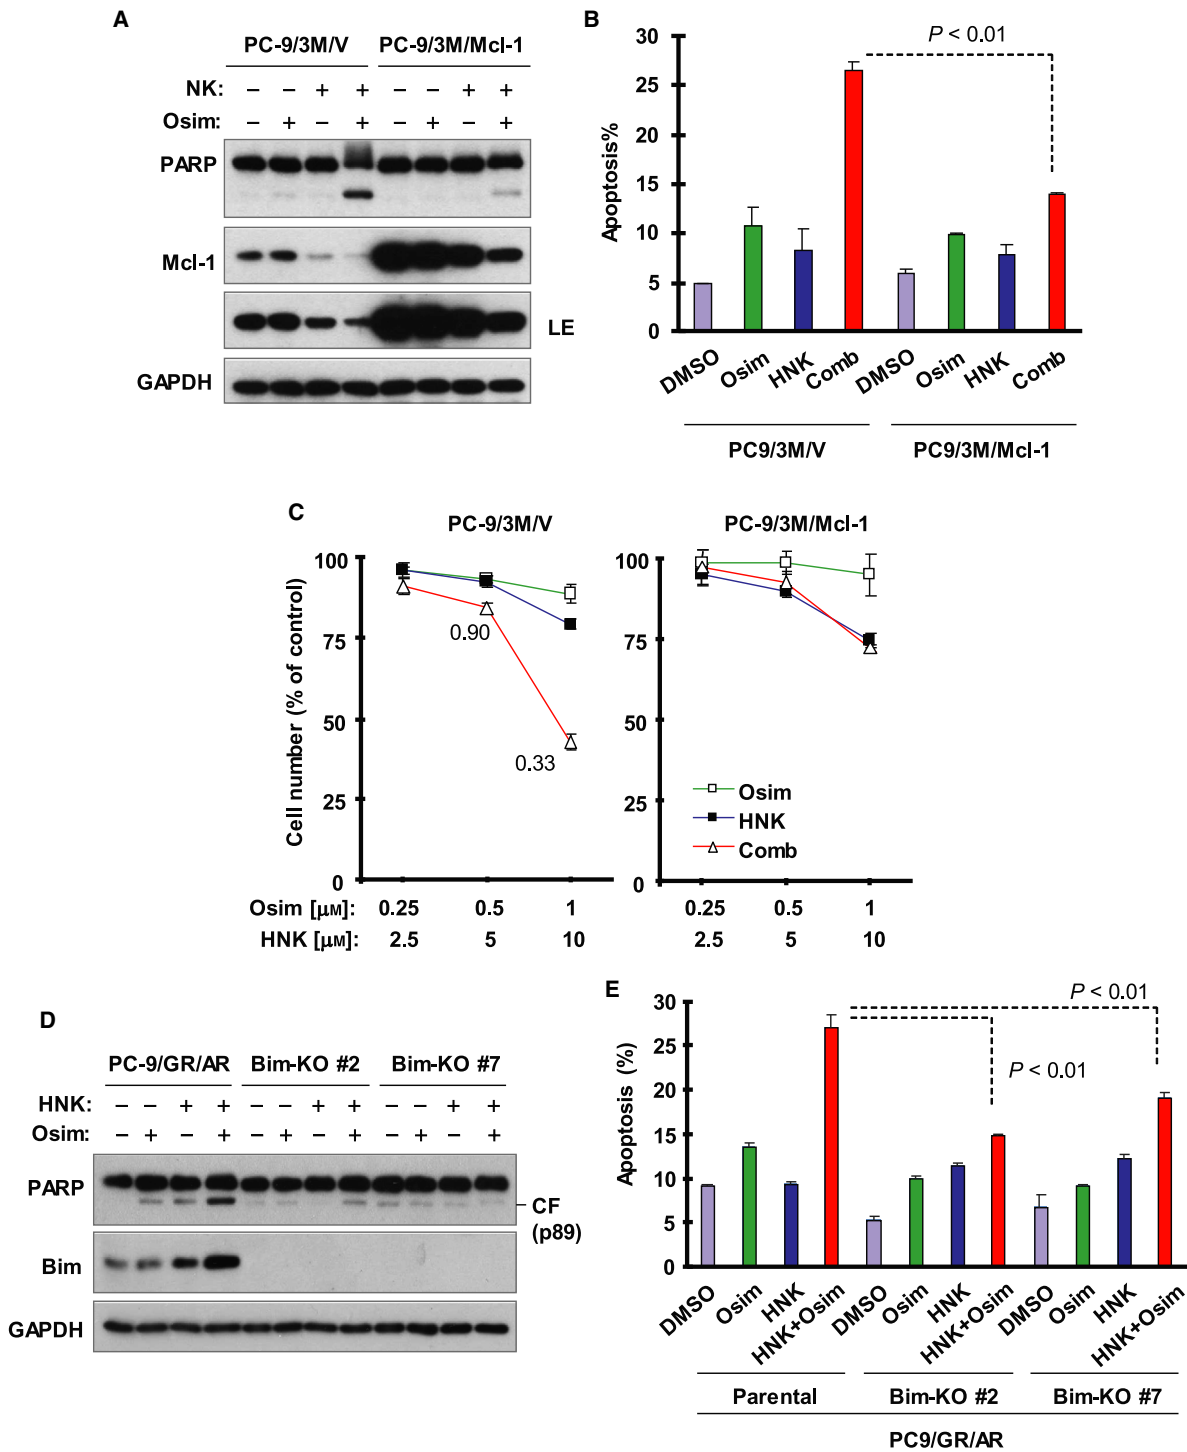 A
PC-9/3M/V PC-9/3M/Mcl-1
NK: – – + + – – + +
Osim: – + – + – + – +
PARP
Mcl-1
LE
GAPDH
B
P < 0.01
Apoptosis%
30
25
20
15
10
5
0
DMSO Osim HNK Comb DMSO Osim HNK Comb
PC9/3M/V PC9/3M/Mcl-1
C
PC-9/3M/V PC-9/3M/Mcl-1
Cell number (% of control)
100 100
75 75
50 50
25 25
0 0
0.90
0.33
Osim
HNK
Comb
Osim [μM]: 0.25 0.5 1 0.25 0.5 1
HNK [μM]: 2.5 5 10 2.5 5 10
D
PC-9/GR/AR Bim-KO #2 Bim-KO #7
HNK: – – + + – – + + – – + +
Osim: – + – + – + – + – + – +
PARP
CF
(p89)
Bim
GAPDH
E
P < 0.01
P < 0.01
Apoptosis (%)
30
25
20
15
10
5
0
DMSO Osim HNK HNK+Osim DMSO Osim HNK HNK+Osim DMSO Osim HNK HNK+Osim
Parental Bim-KO #2 Bim-KO #7
PC9/GR/AR